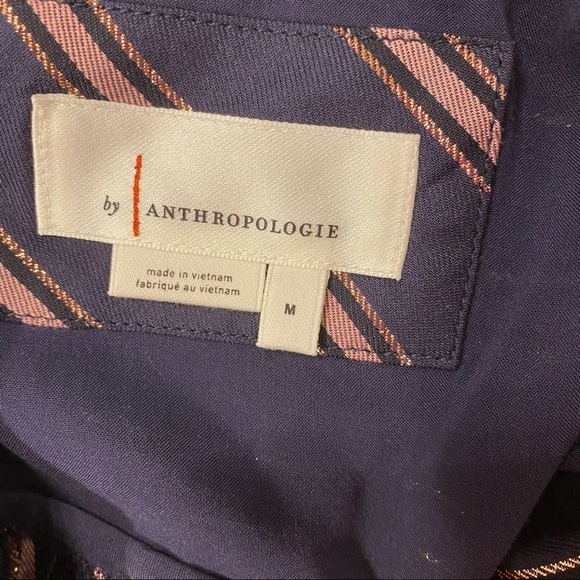 by ANTHROPOLOGIE
made in vietnam
fabriqué au vietnam
M